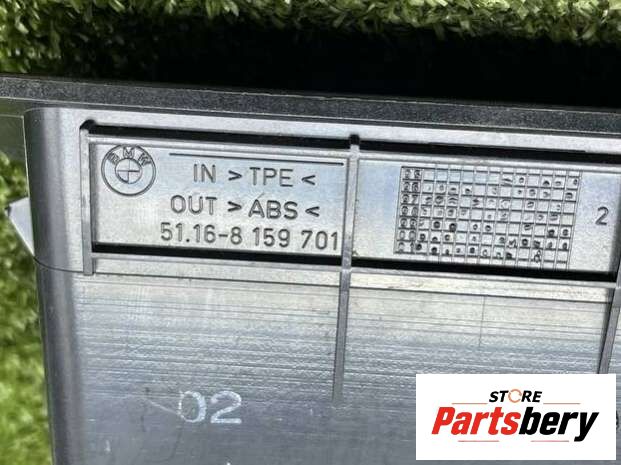 BMW
IN >TPE<
OUT >ABS<
51.16-8 159 701
2
02
STORE
Partsbery